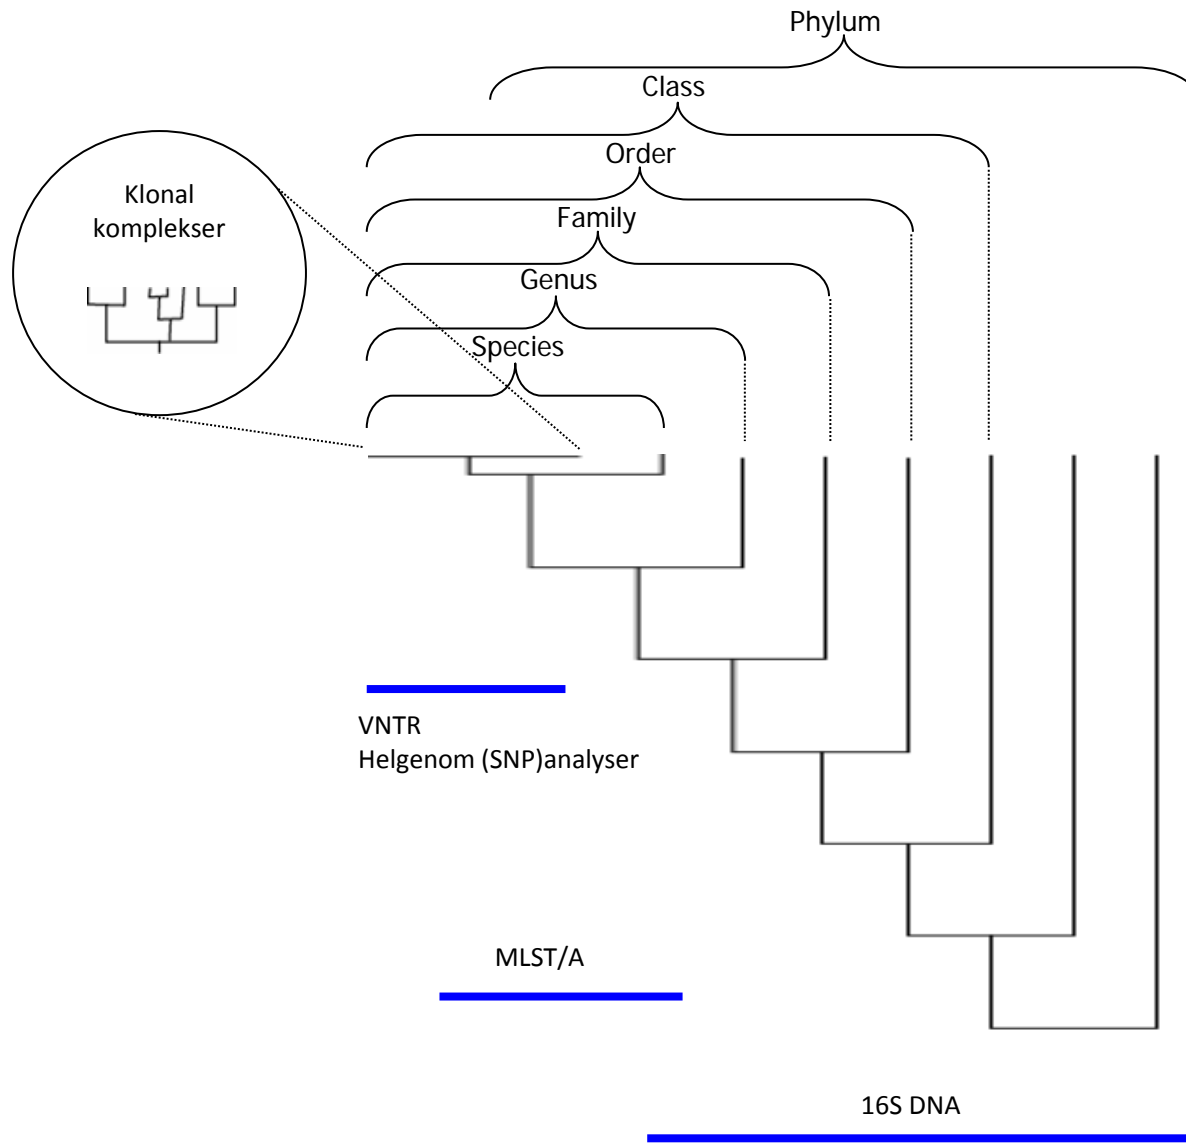 Phylum
Class
Order
Family
Genus
Species
Klonal
komplekser
VNTR
Helgenom (SNP)analyser
MLST/A
16S DNA